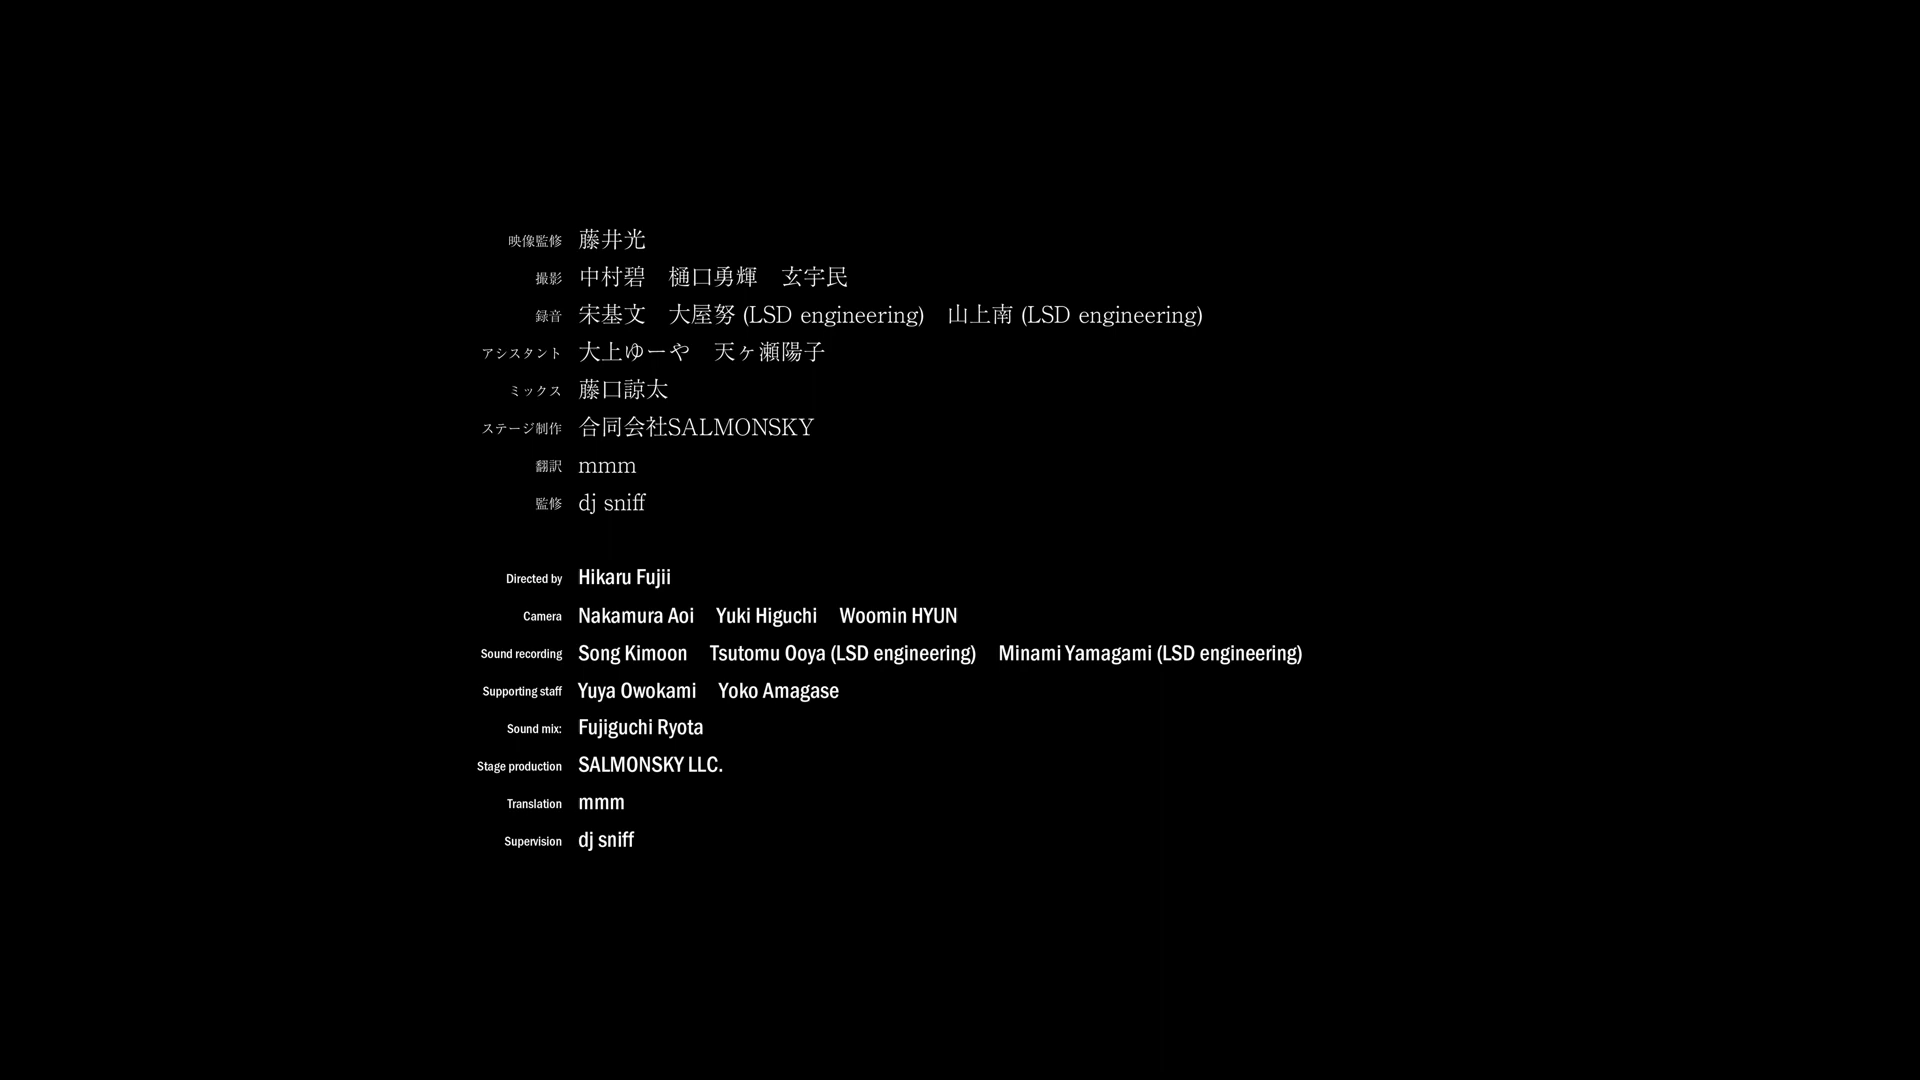 映像監修 藤井光
撮影 中村碧　樋口勇輝　玄宇民
録音 宋基文　大屋努 (LSD engineering)　山上南 (LSD engineering)
アシスタント 大上ゆーや　天ヶ瀬陽子
ミックス 藤口諒太
ステージ制作 合同会社SALMONSKY
翻訳 mmm
監修 dj sniff
Directed by Hikaru Fujii
Camera Nakamura Aoi　Yuki Higuchi　Woomin HYUN
Sound recording Song Kimoon　Tsutomu Ooya (LSD engineering)　Minami Yamagami (LSD engineering)
Supporting staff Yuya Owokami　Yoko Amagase
Sound mix: Fujiguchi Ryota
Stage production SALMONSKY LLC.
Translation mmm
Supervision dj sniff